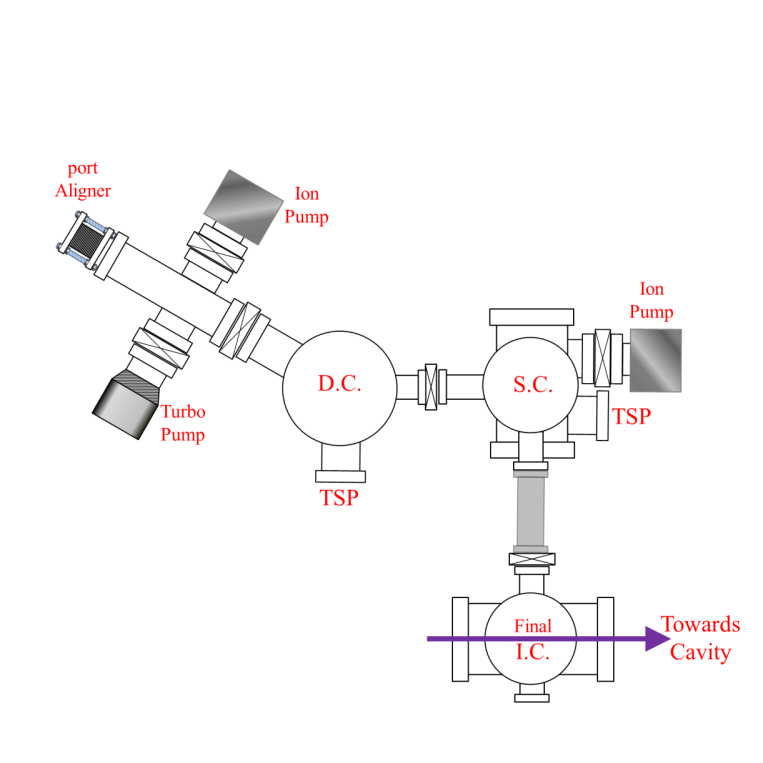 port
Aligner
Ion
Pump
Ion
Pump
D.C.
S.C.
Turbo
Pump
TSP
TSP
Final
I.C.
Towards
Cavity